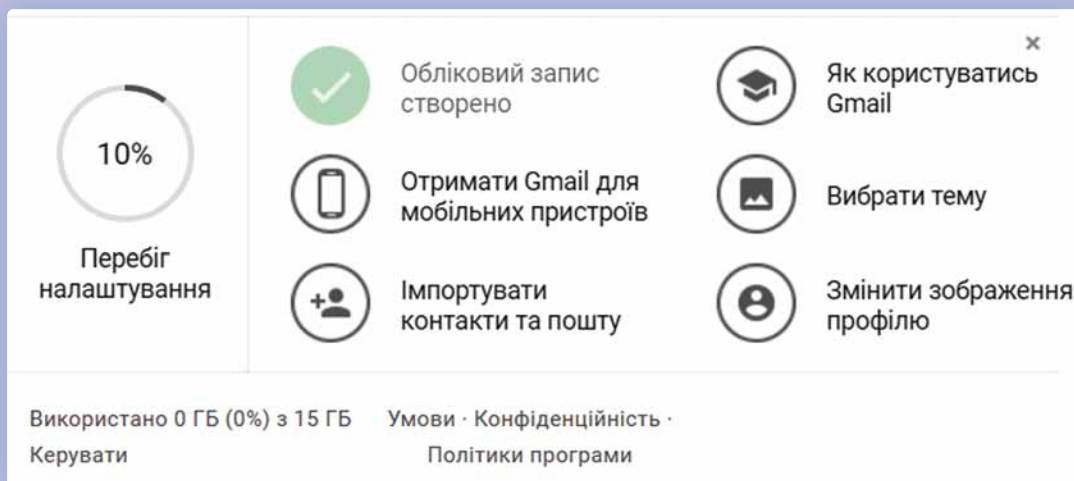 10%
Перебіг
налаштування
Обліковий запис
створено
Отримати Gmail для
мобільних пристроїв
Імпортувати
контакти та пошту
Як користуватись
Gmail
Вибрати тему
Змінити зображення
профілю
Використано 0 ГБ (0%) з 15 ГБ
Керувати
Умови · Конфіденційність ·
Політики програми